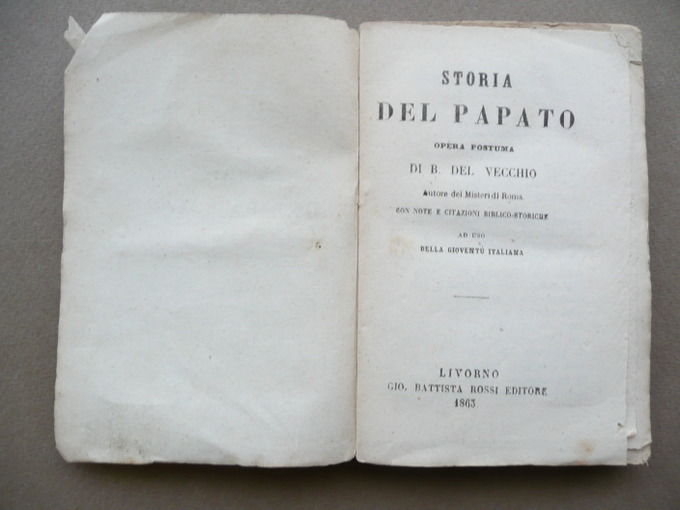 STORIA
DEL PAPATO
OPERA POSTUMA
DI B. DEL VECCHIO
Autore dei Misteri di Roma
CON NOTE E CITAZIONI BIBLICO-STORICHE
AD USO
DELLA GIOVENTÙ ITALIANA
LIVORNO
GIO. BATTISTA ROSSI EDITORE
1863